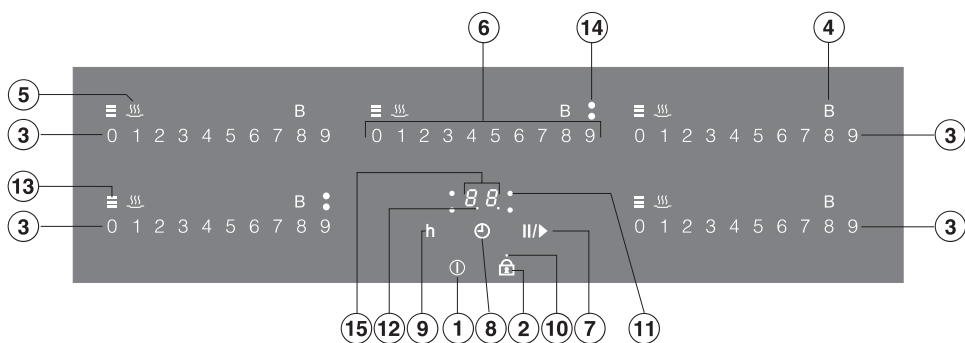 6 14 4
5 B B B
3 0 1 2 3 4 5 6 7 8 9 0 1 2 3 4 5 6 7 8 9 0 1 2 3 4 5 6 7 8 9 3
13 B 8.8. B
3 0 1 2 3 4 5 6 7 8 9 0 1 2 3 4 5 6 7 8 9 3
h II/▶
15 12 9 1 8 2 10 7 11